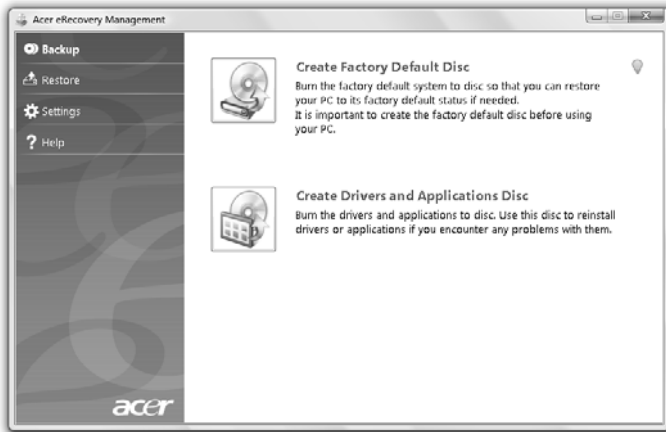 Acer eRecovery Management
Backup
Restore
Settings
Help
Create Factory Default Disc
Burn the factory default system to disc so that you can restore
your PC to its factory default status if needed.
It is important to create the factory default disc before using
your PC.
Create Drivers and Applications Disc
Burn the drivers and applications to disc. Use this disc to reinstall
drivers or applications if you encounter any problems with them.
acer